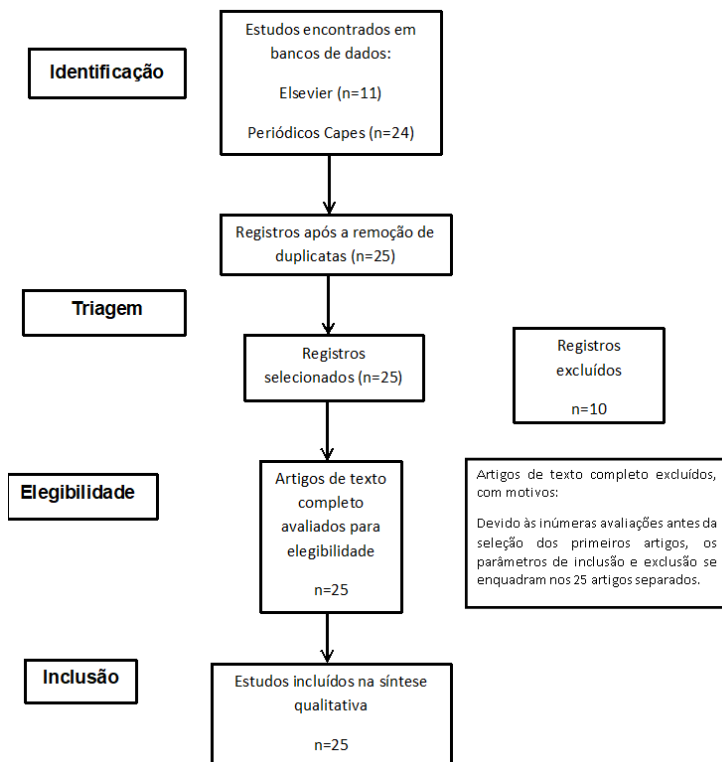 Identificação
Estudos encontrados em
bancos de dados:
Elsevier (n=11)
Periódicos Capes (n=24)
Registros após a remoção de
duplicatas (n=25)
Triagem
Registros
selecionados (n=25)
Registros
excluídos
n=10
Elegibilidade
Artigos de texto
completo
avaliados para
elegibilidade
n=25
Artigos de texto completo excluídos,
com motivos:
Devido às inúmeras avaliações antes da
seleção dos primeiros artigos, os
parâmetros de inclusão e exclusão se
enquadram nos 25 artigos separados.
Inclusão
Estudos incluídos na síntese
qualitativa
n=25